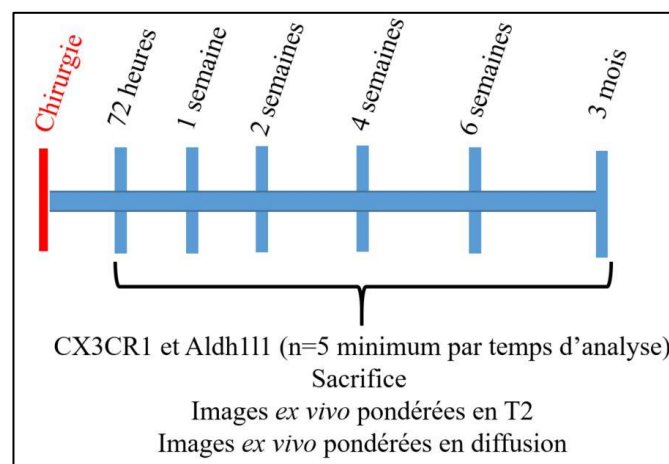 Chirurgie
72 heures
1 semaine
2 semaines
4 semaines
6 semaines
3 mois
CX3CR1 et Aldh1l1 (n=5 minimum par temps d’analyse)
Sacrifice
Images ex vivo pondérées en T2
Images ex vivo pondérées en diffusion